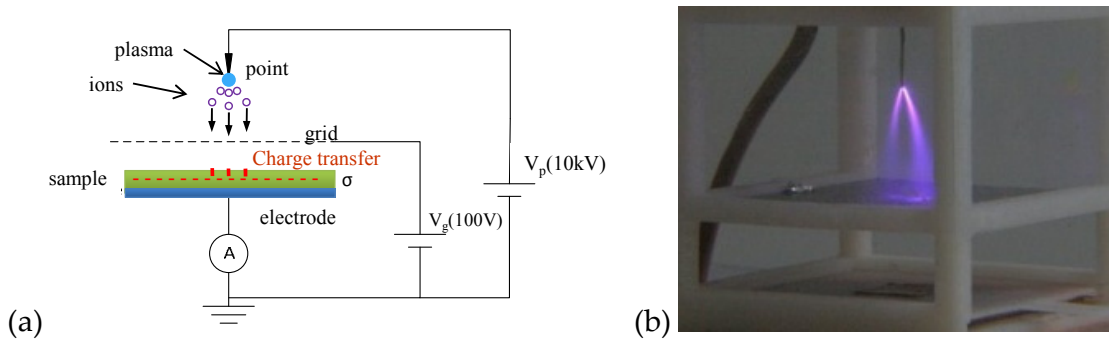 plasma
point
ions
grid
Charge transfer
V_p(10kV)
sample
σ
electrode
V_g(100V)
A
(a)
(b)